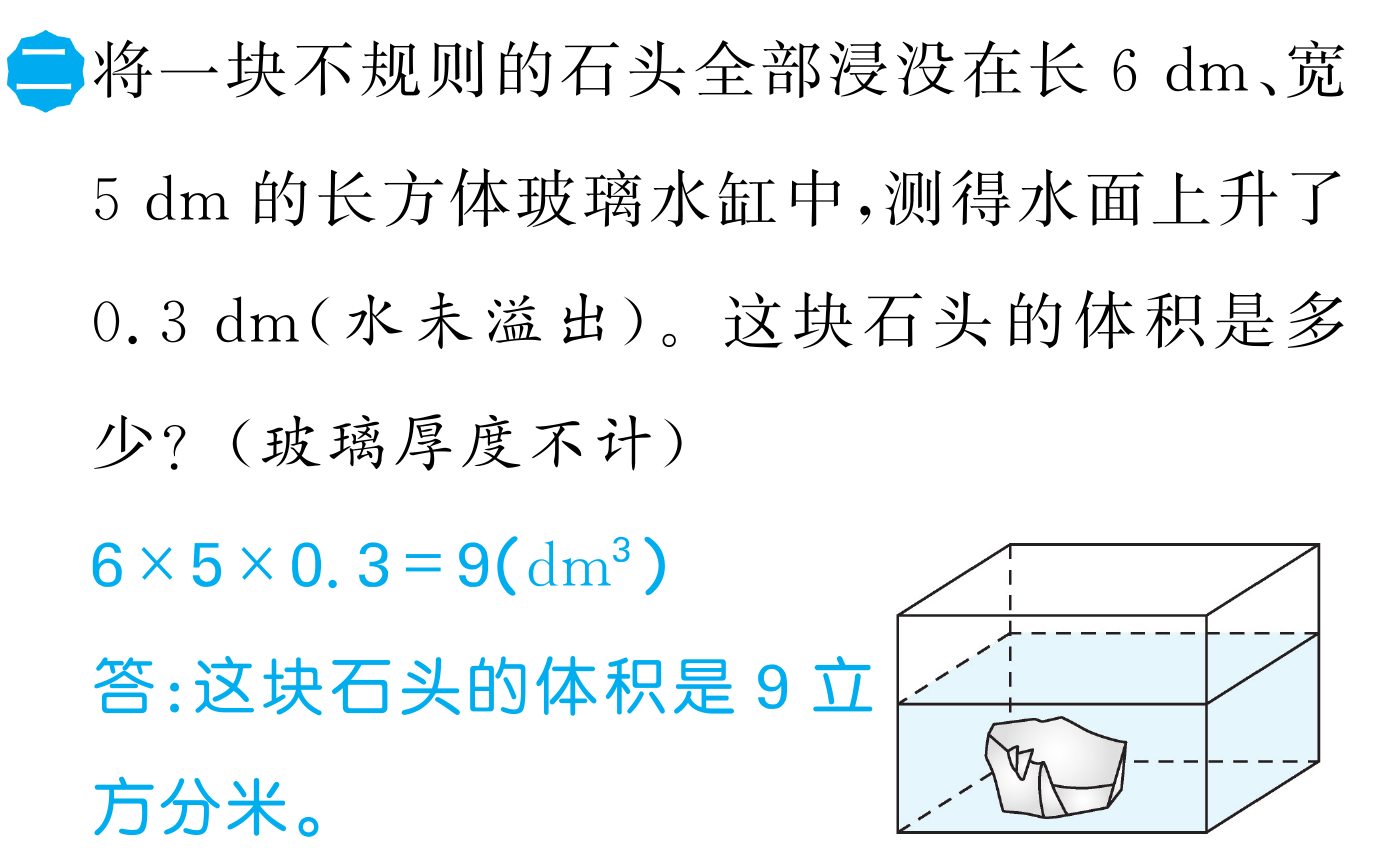 二 将一块不规则的石头全部浸没在长 6 dm、宽
5 dm 的长方体玻璃水缸中,测得水面上升了
0.3 dm(水未溢出)。这块石头的体积是多
少?(玻璃厚度不计)
6×5×0.3=9(dm³)
答:这块石头的体积是 9 立
方分米。